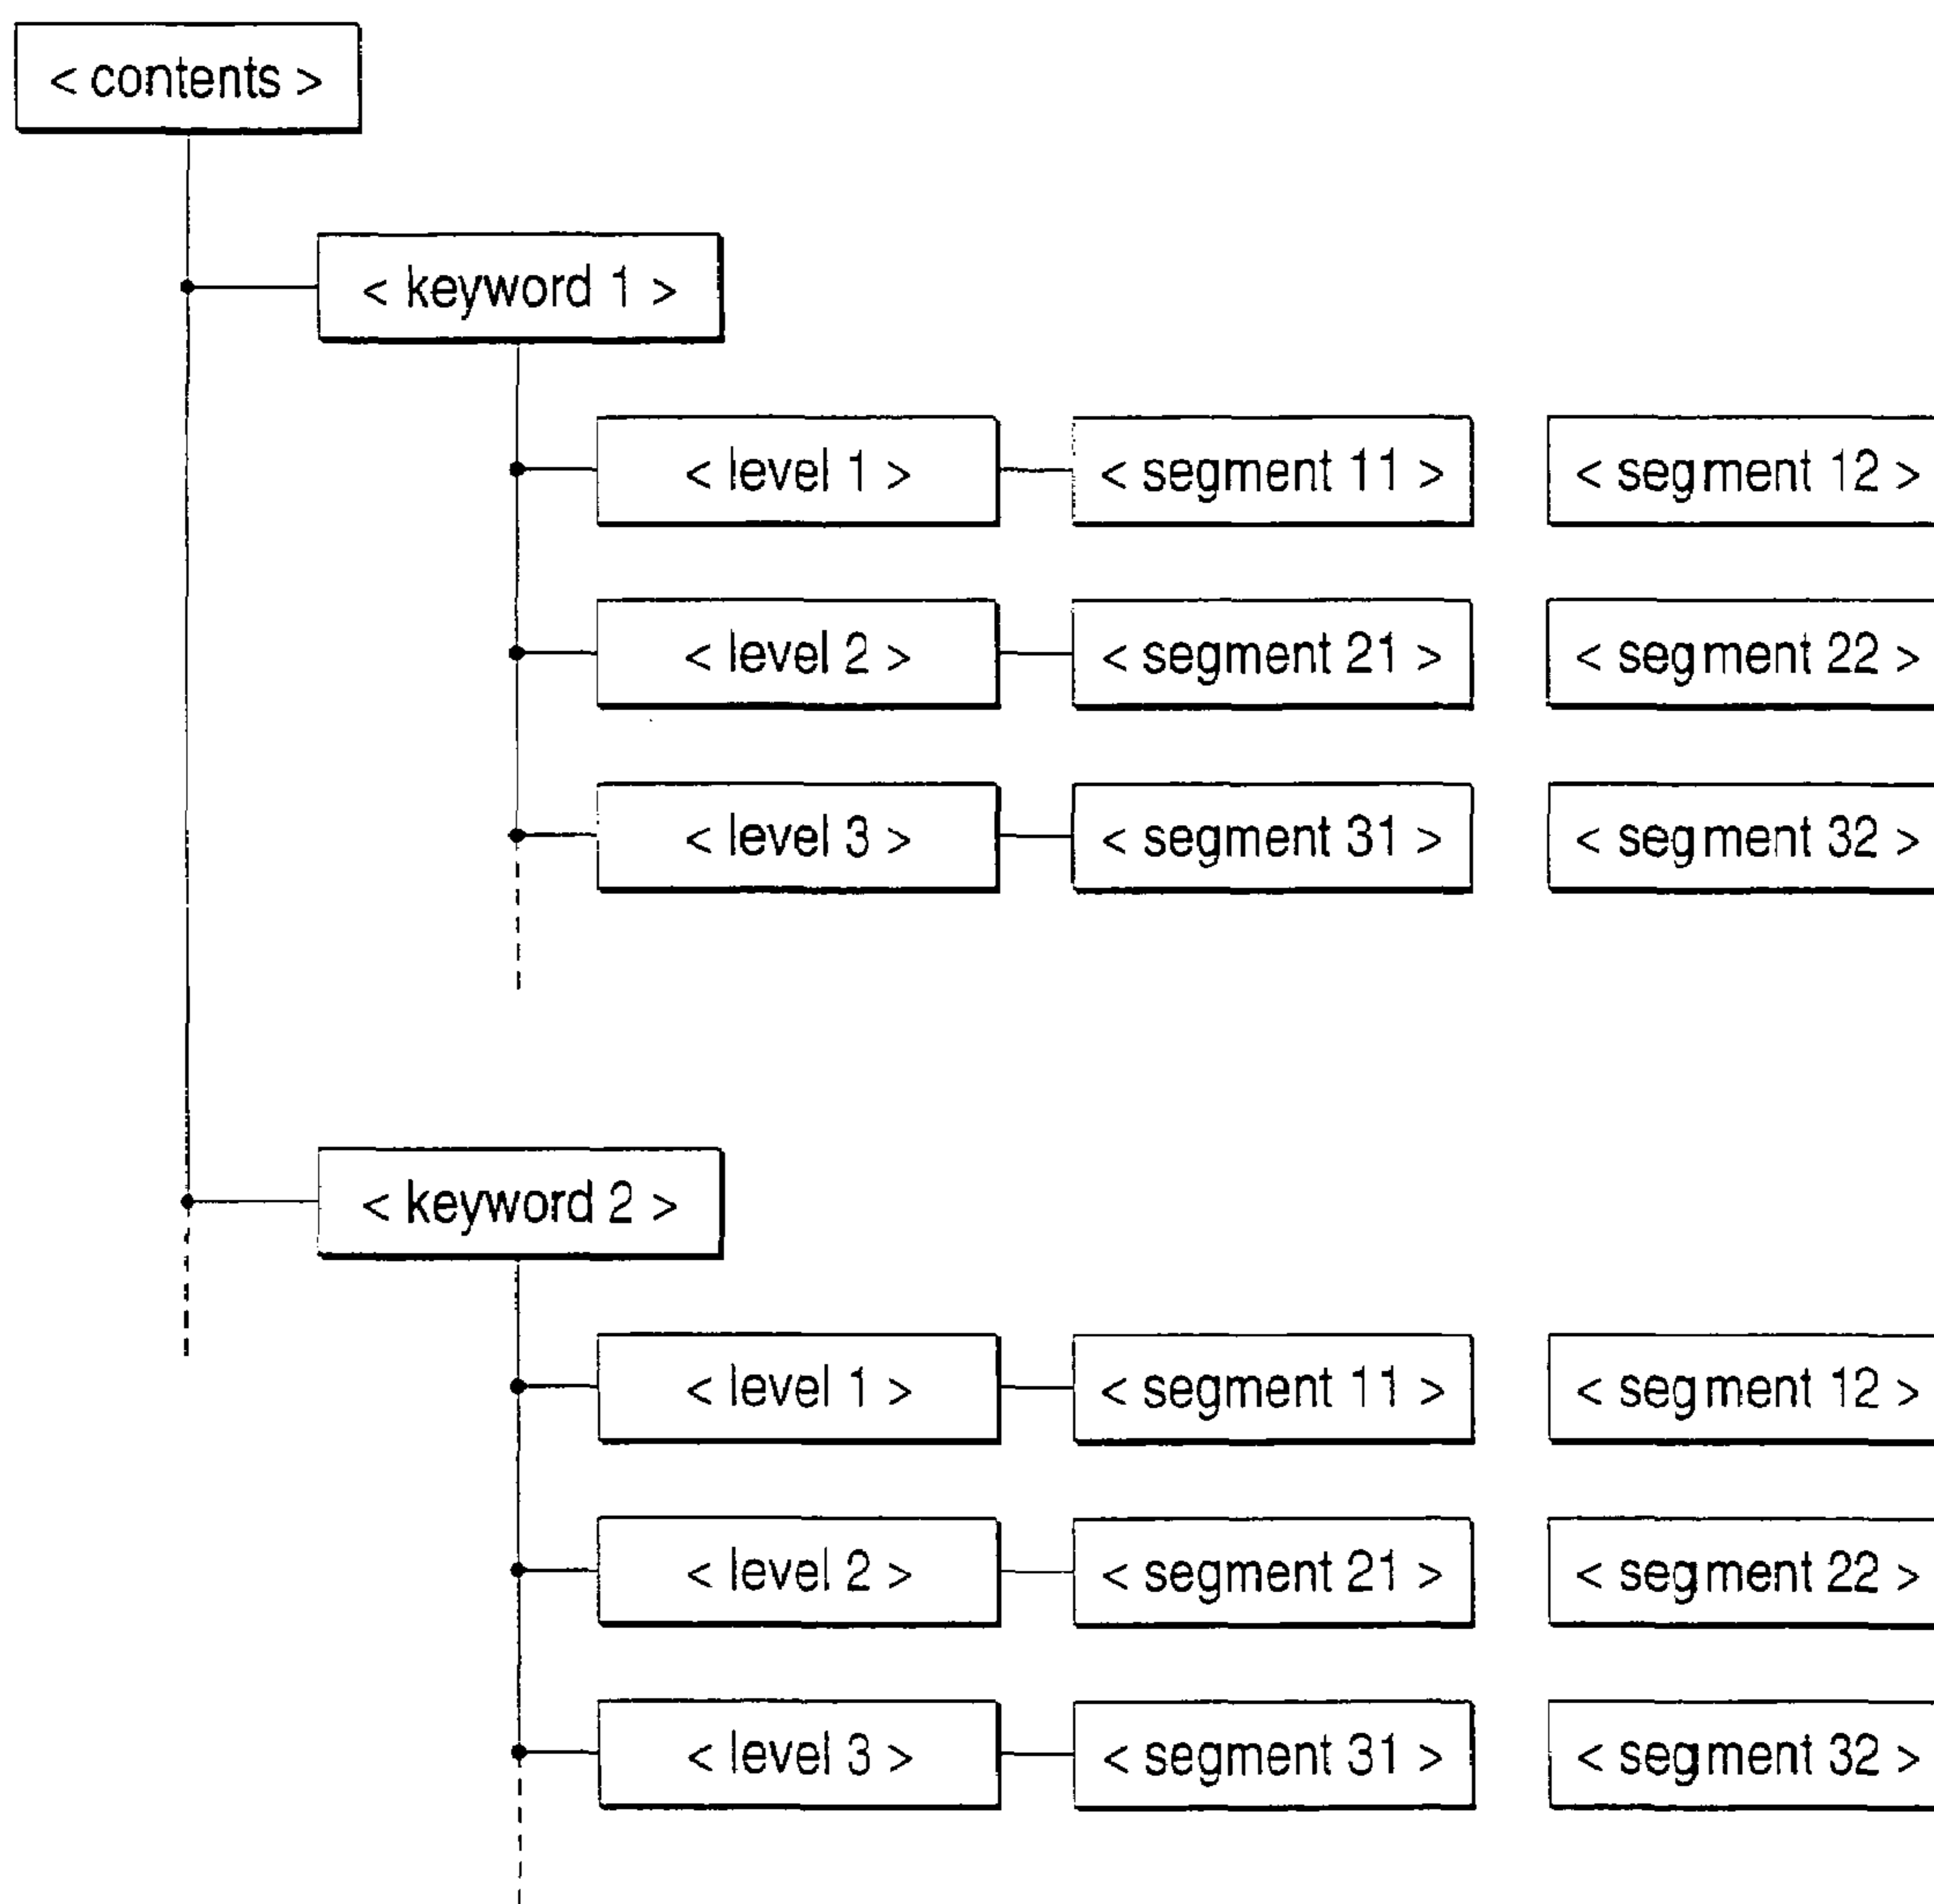 < contents >
< keyword 1 >
< level 1 > < segment 11 > < segment 12 >
< level 2 > < segment 21 > < segment 22 >
< level 3 > < segment 31 > < segment 32 >
< keyword 2 >
< level 1 > < segment 11 > < segment 12 >
< level 2 > < segment 21 > < segment 22 >
< level 3 > < segment 31 > < segment 32 >